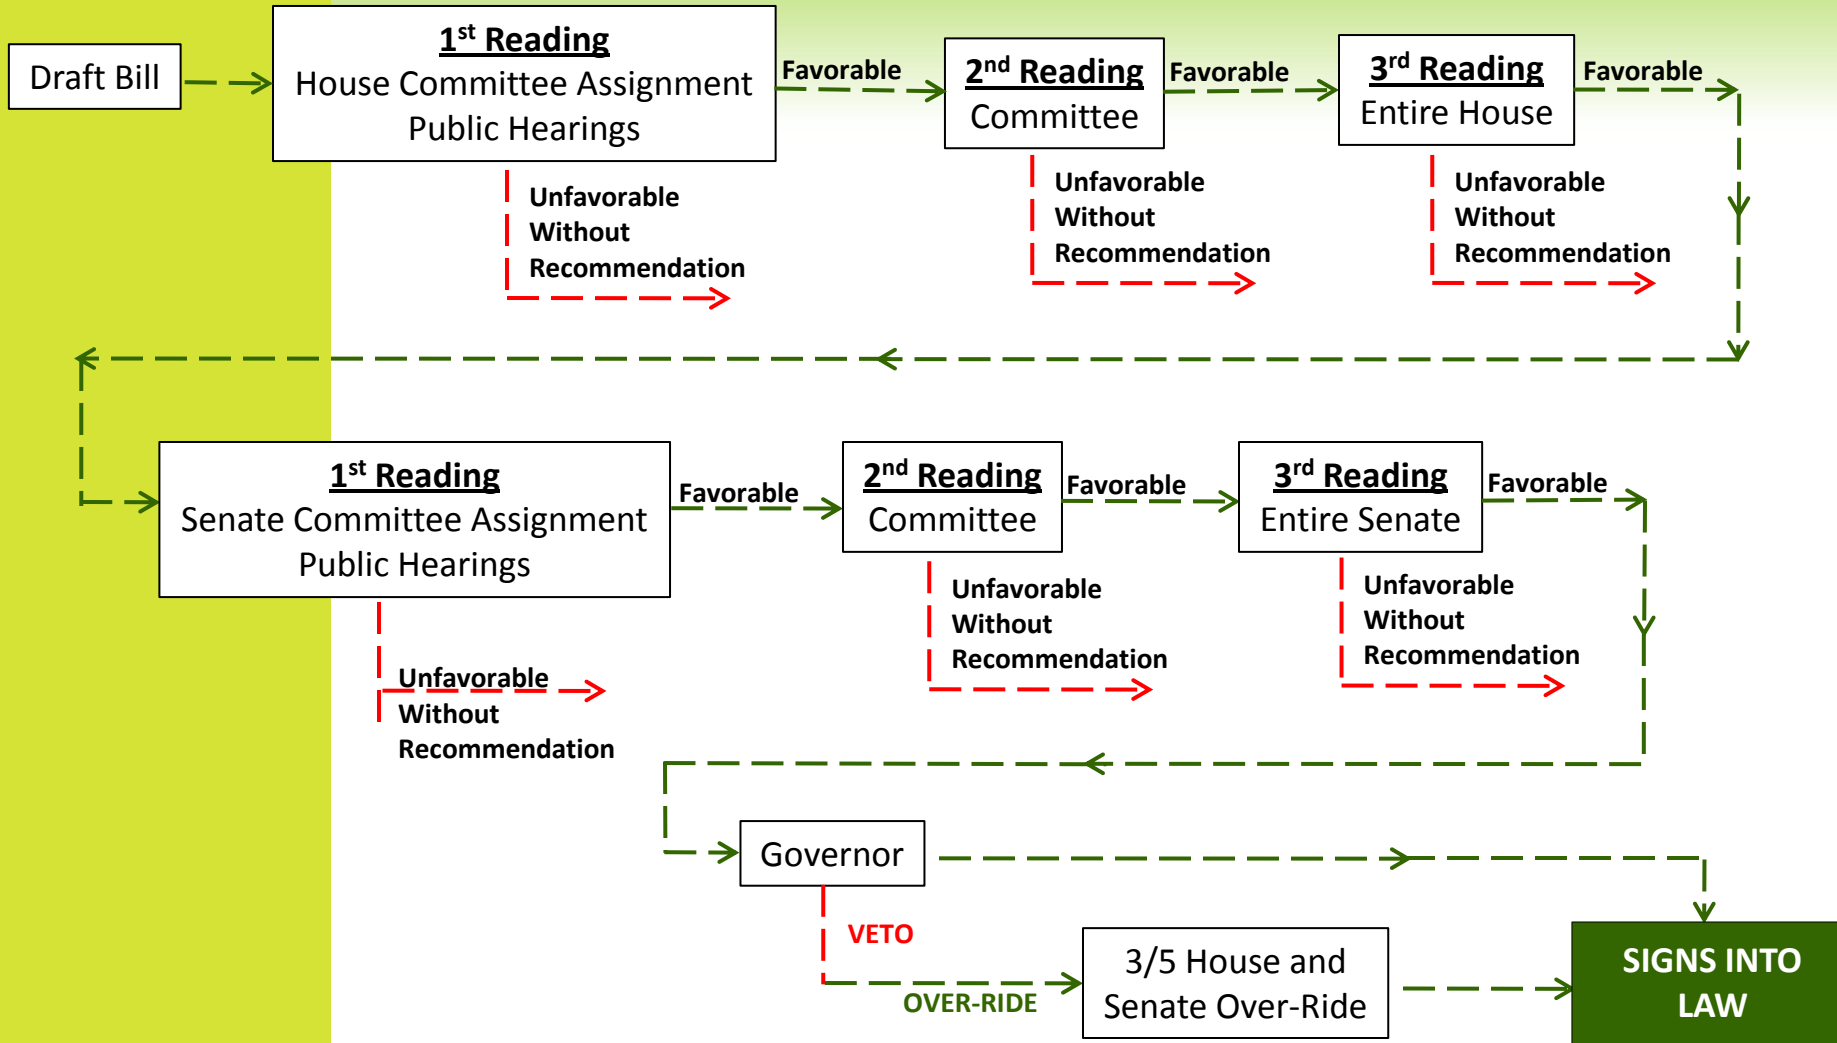 Draft Bill
1st Reading
House Committee Assignment
Public Hearings
Favorable
2nd Reading
Committee
Favorable
3rd Reading
Entire House
Favorable
Unfavorable
Without
Recommendation
Unfavorable
Without
Recommendation
Unfavorable
Without
Recommendation
1st Reading
Senate Committee Assignment
Public Hearings
Favorable
2nd Reading
Committee
Favorable
3rd Reading
Entire Senate
Favorable
Unfavorable
Without
Recommendation
Unfavorable
Without
Recommendation
Unfavorable
Without
Recommendation
Governor
VETO
OVER-RIDE
3/5 House and
Senate Over-Ride
SIGNS INTO
LAW